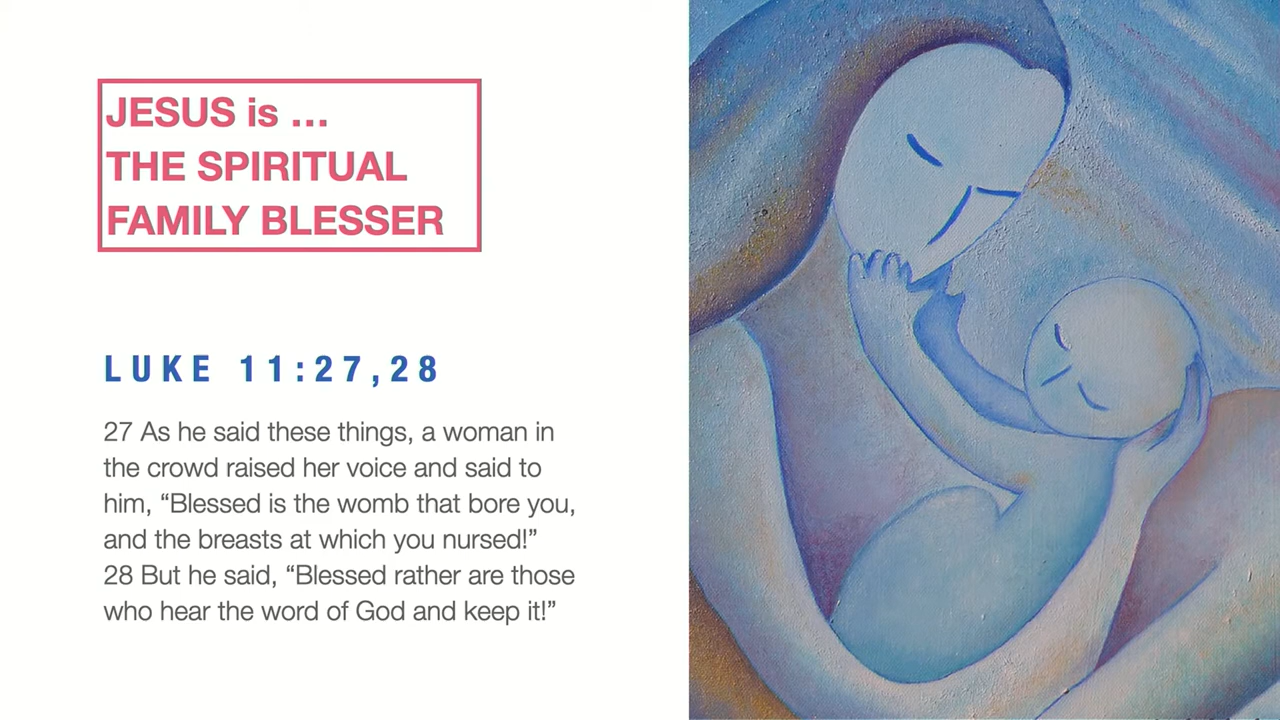 JESUS is ...
THE SPIRITUAL
FAMILY BLESSER
LUKE 11:27,28
27 As he said these things, a woman in
the crowd raised her voice and said to
him, “Blessed is the womb that bore you,
and the breasts at which you nursed!”
28 But he said, “Blessed rather are those
who hear the word of God and keep it!”